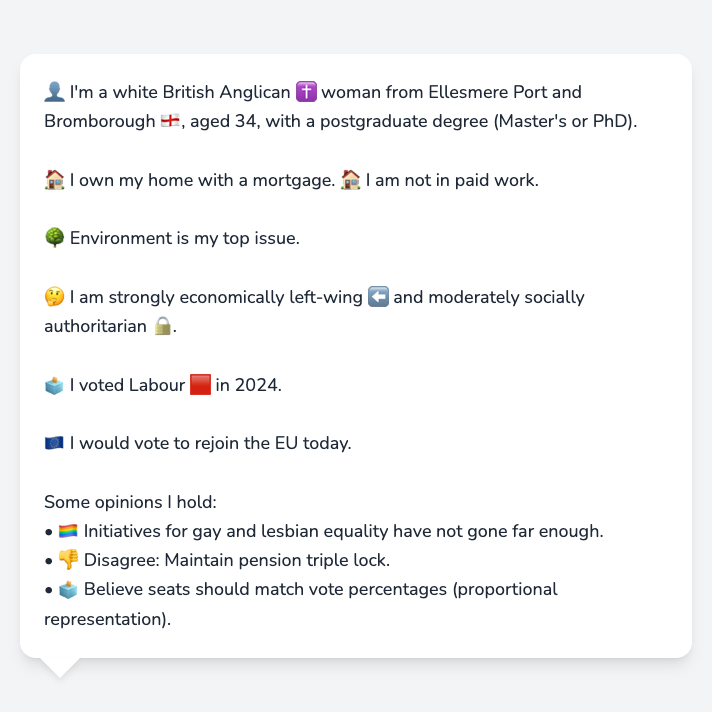 👤 I'm a white British Anglican ✝️ woman from Ellesmere Port and
Bromborough 🏴󠁧󠁢󠁥󠁮󠁧󠁿, aged 34, with a postgraduate degree (Master's or PhD).
🏠 I own my home with a mortgage. 🏠 I am not in paid work.
🌳 Environment is my top issue.
🤔 I am strongly economically left-wing ⬅️ and moderately socially
authoritarian 🔒.
🗳️ I voted Labour 🟥 in 2024.
🇪🇺 I would vote to rejoin the EU today.
Some opinions I hold:
• 🏳️‍🌈 Initiatives for gay and lesbian equality have not gone far enough.
• 👎 Disagree: Maintain pension triple lock.
• 🗳️ Believe seats should match vote percentages (proportional
representation).